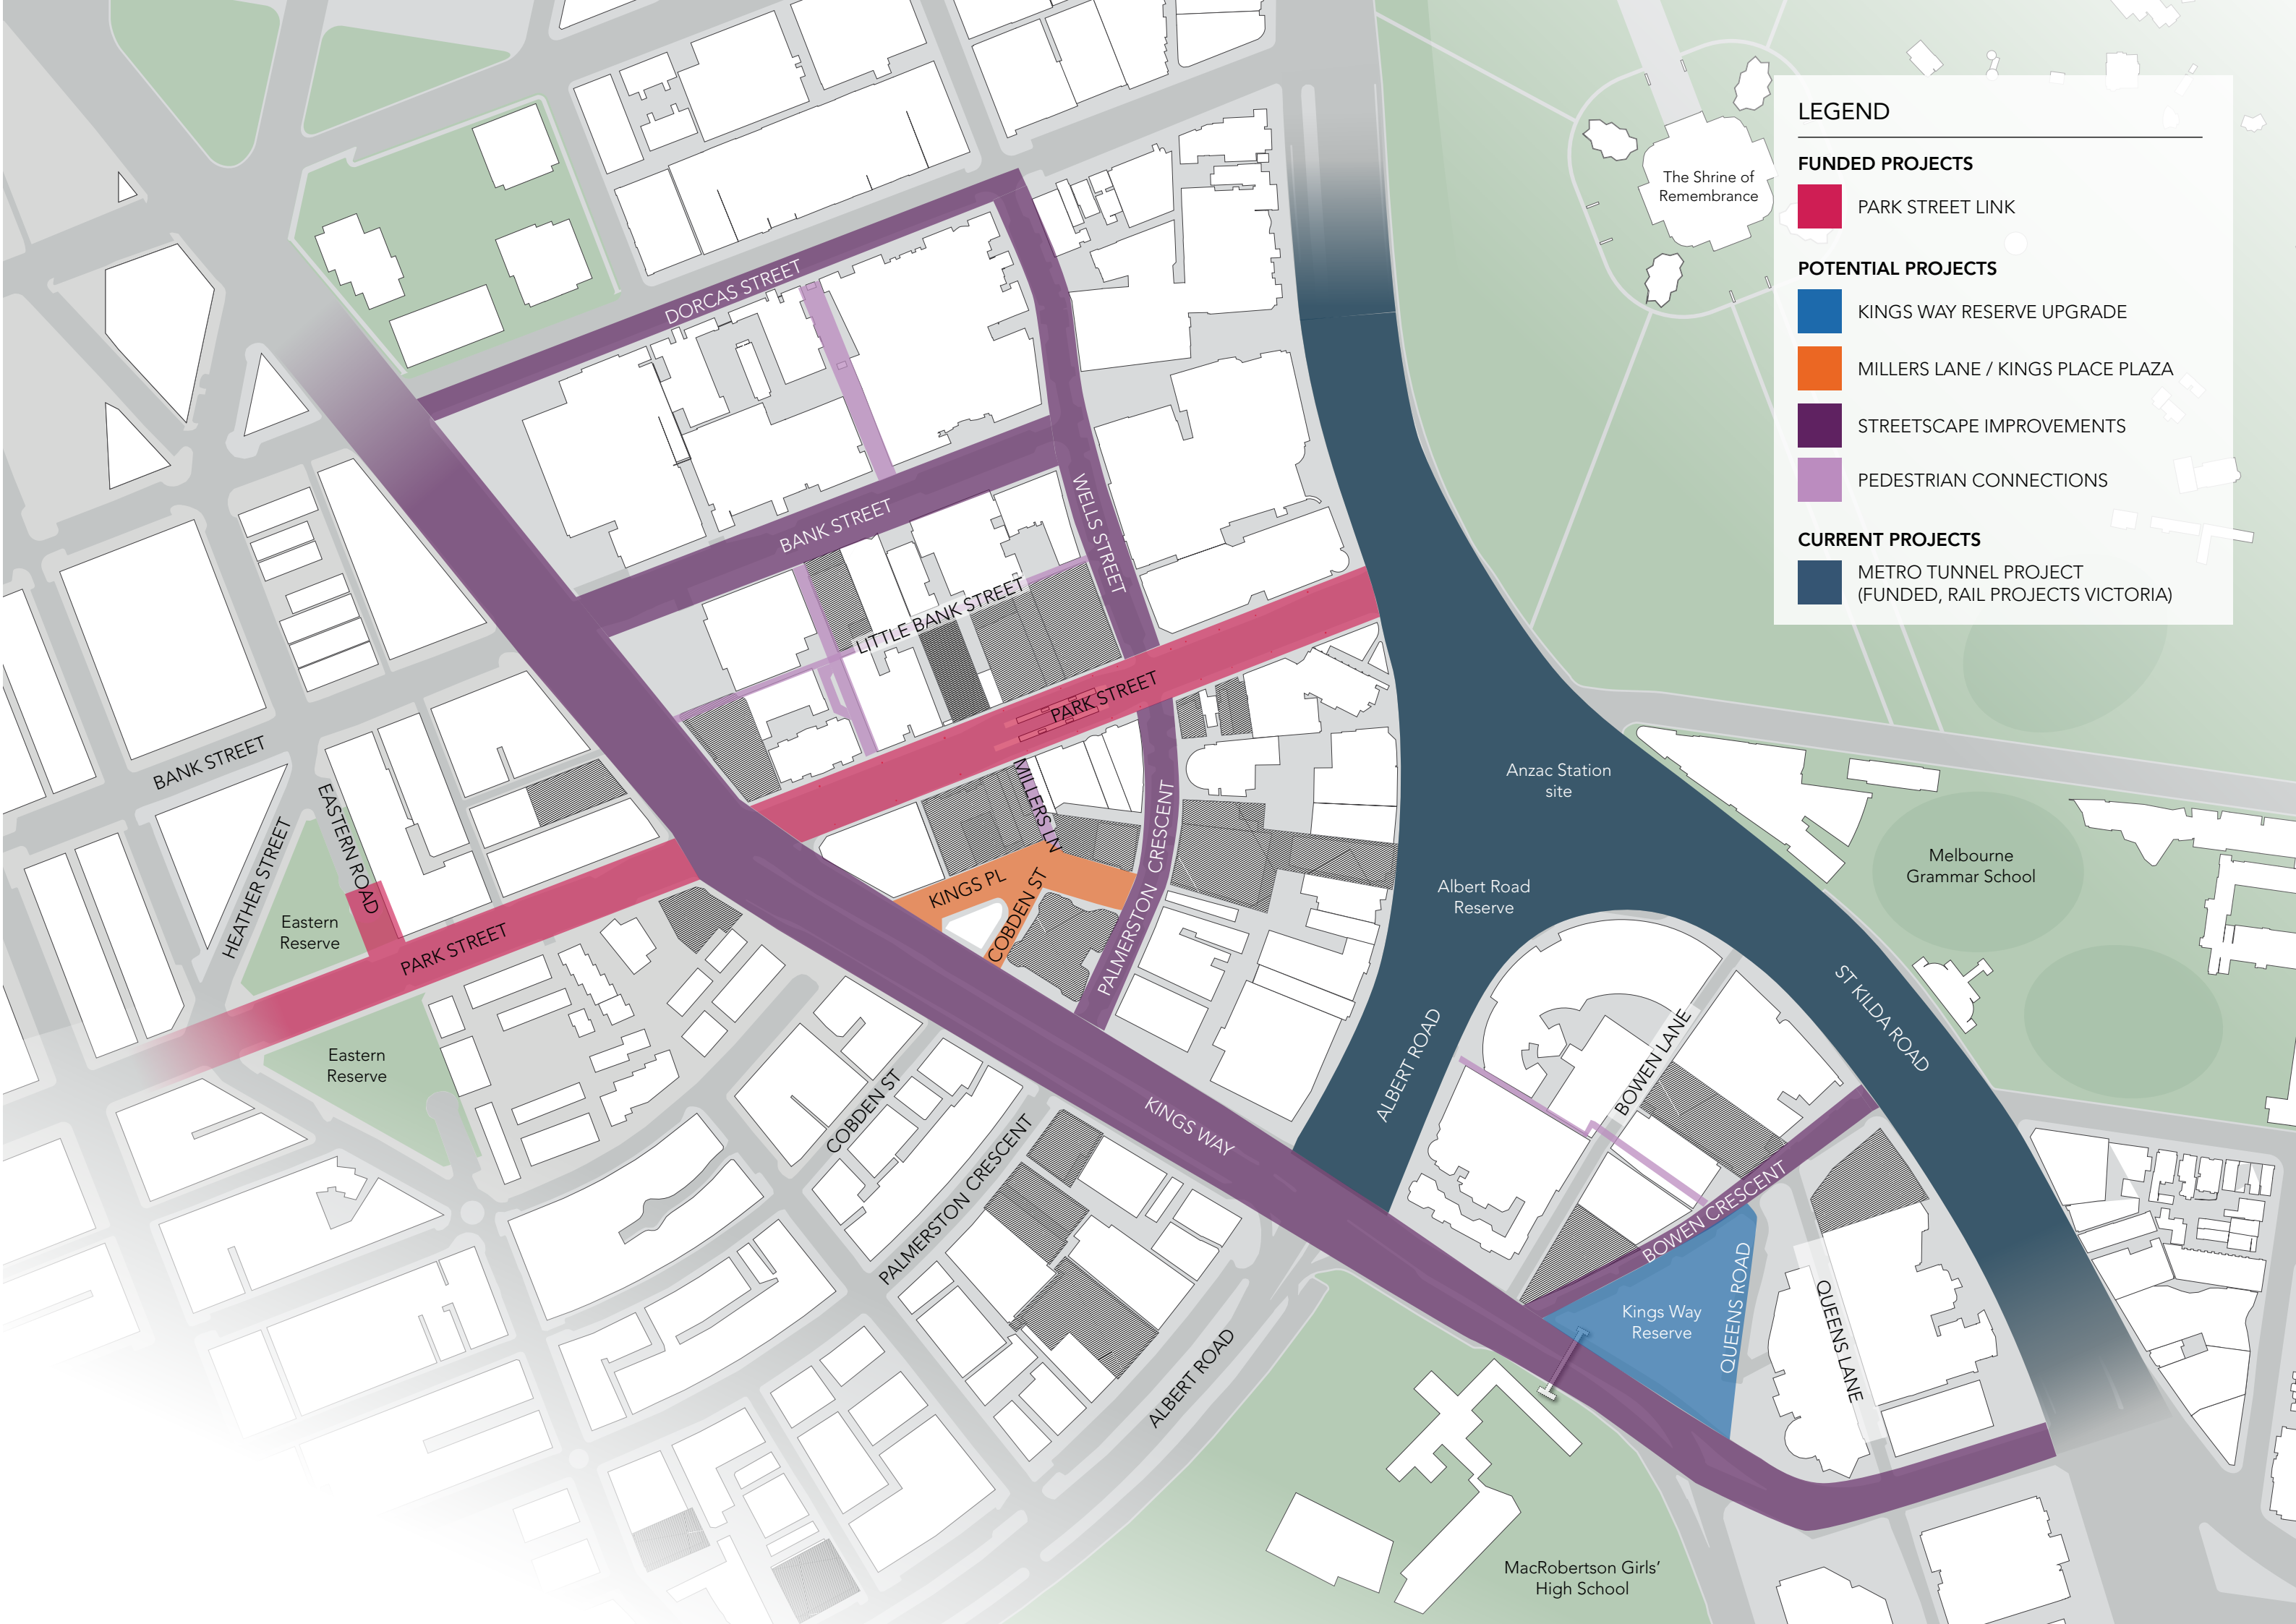 LEGEND
FUNDED PROJECTS
PARK STREET LINK
POTENTIAL PROJECTS
KINGS WAY RESERVE UPGRADE
MILLERS LANE / KINGS PLACE PLAZA
STREETSCAPE IMPROVEMENTS
PEDESTRIAN CONNECTIONS
CURRENT PROJECTS
METRO TUNNEL PROJECT
(FUNDED, RAIL PROJECTS VICTORIA)
The Shrine of
Remembrance
DORCAS STREET
BANK STREET
WELLS STREET
LITTLE BANK STREET
PARK STREET
BANK STREET
EASTERN ROAD
HEATHER STREET
MILLERS LN
PALMERSTON CRESCENT
KINGS PL
COBDEN ST
Anzac Station
site
Albert Road
Reserve
Melbourne
Grammar School
Eastern
Reserve
PARK STREET
Eastern
Reserve
ST KILDA ROAD
ALBERT ROAD
BOWEN LANE
COBDEN ST
PALMERSTON CRESCENT
KINGS WAY
BOWEN CRESCENT
Kings Way
Reserve
QUEENS ROAD
QUEENS LANE
ALBERT ROAD
MacRobertson Girls'
High School